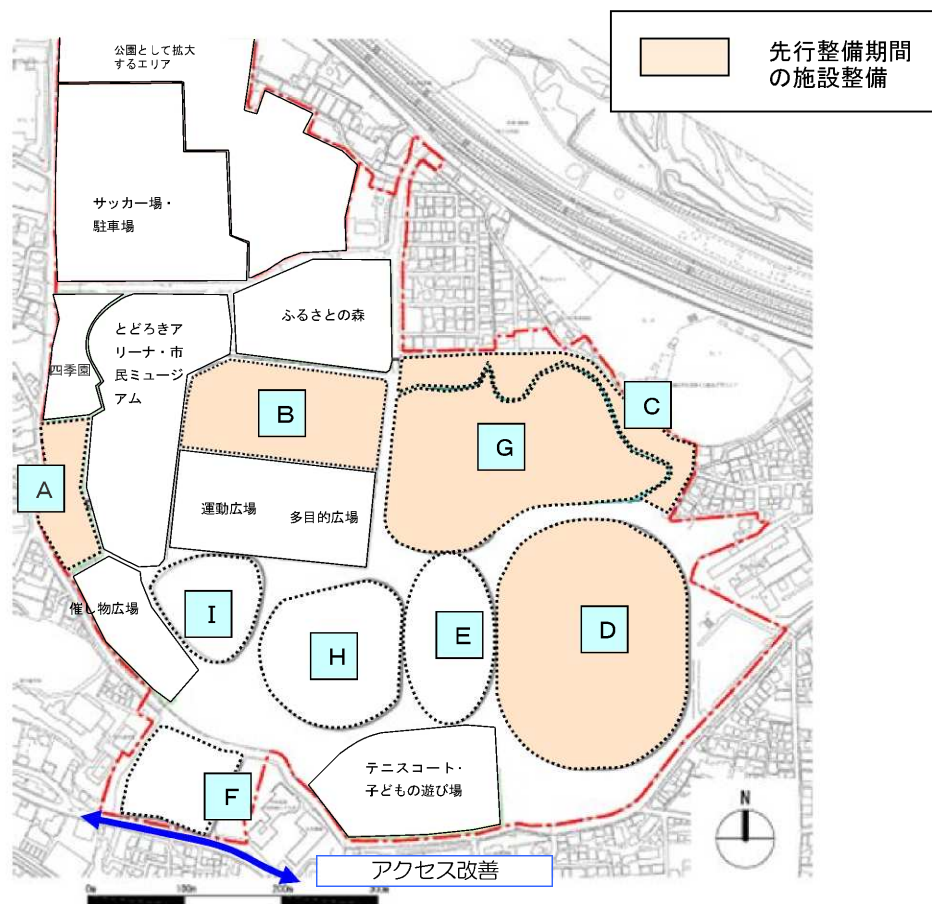 先行整備期間
の施設整備
公園として拡大
するエリア
サッカー場・
駐車場
ふるさとの森
とどろきア
リーナ・市
民ミュージ
アム
四季園
A
B
C
G
運動広場
多目的広場
催し物広場
I
H
E
D
F
テニスコート・
子どもの遊び場
N
アクセス改善
0m
100m
200m
300m